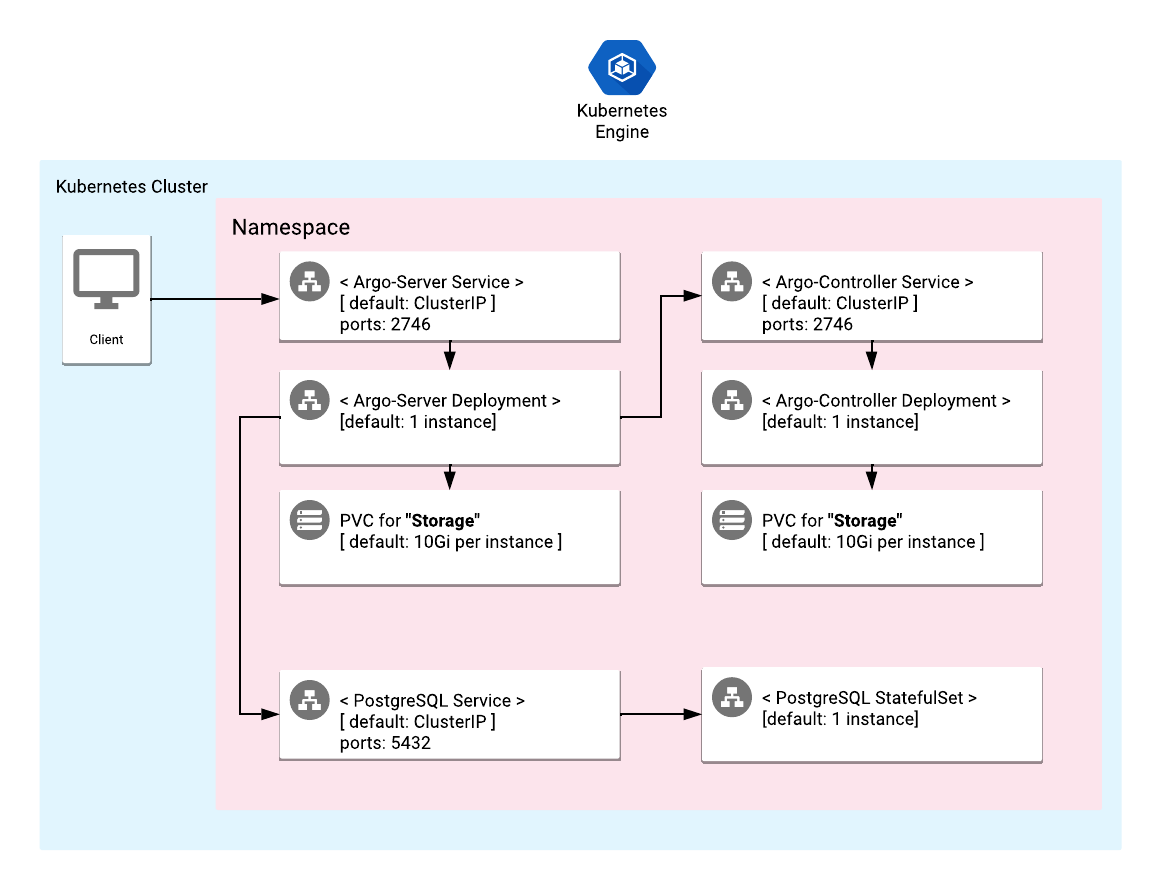 Kubernetes
Engine
Kubernetes Cluster
Namespace
Client
< Argo-Server Service >
[ default: ClusterIP ]
ports: 2746
< Argo-Controller Service >
[ default: ClusterIP ]
ports: 2746
< Argo-Server Deployment >
[default: 1 instance]
< Argo-Controller Deployment >
[default: 1 instance]
PVC for "Storage"
[ default: 10Gi per instance ]
PVC for "Storage"
[ default: 10Gi per instance ]
< PostgreSQL Service >
[ default: ClusterIP ]
ports: 5432
< PostgreSQL StatefulSet >
[default: 1 instance]